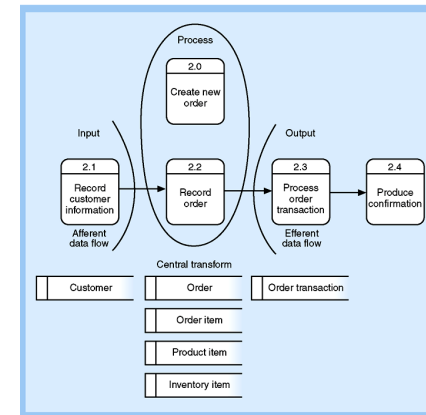 Process
2.0
Create new
order
Input
Output
2.1
Record
customer
information
2.2
Record
order
2.3
Process
order
transaction
2.4
Produce
confirmation
Afferent
data flow
Efferent
data flow
Central transform
Customer
Order
Order transaction
Order item
Product item
Inventory item